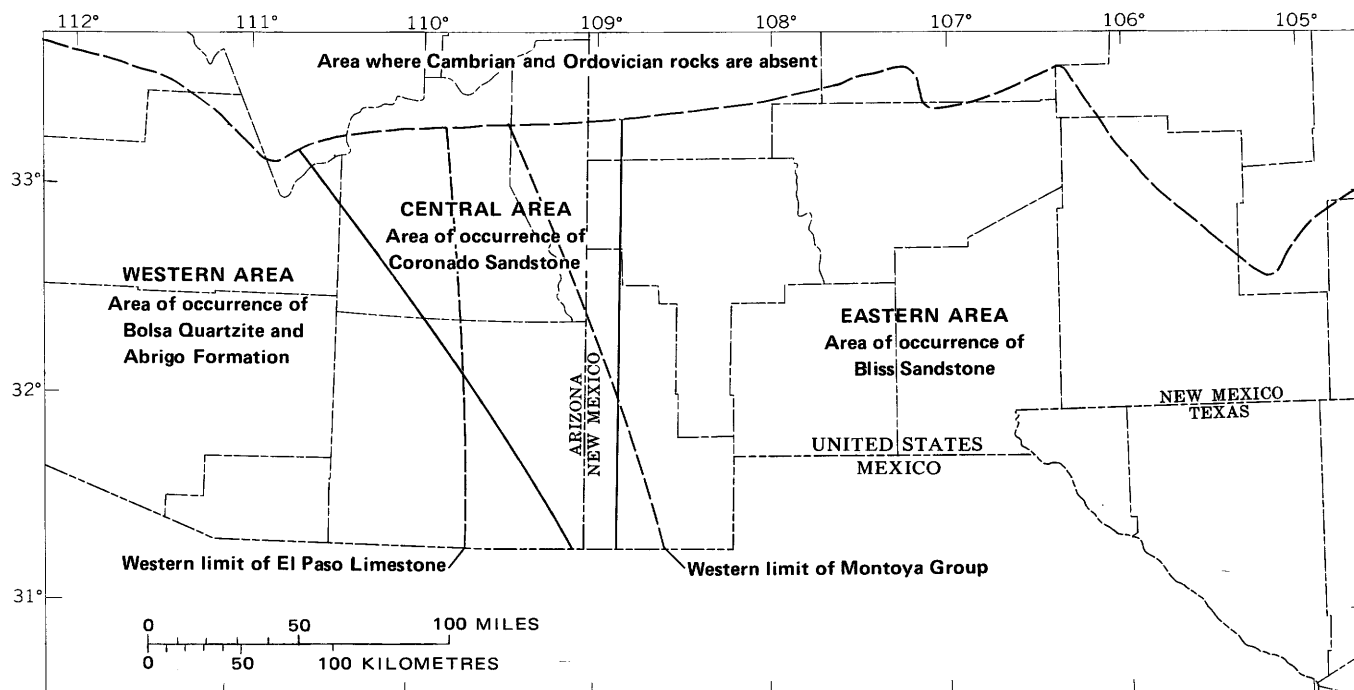 112° 111° 110° 109° 108° 107° 106° 105°
Area where Cambrian and Ordovician rocks are absent
33°
CENTRAL AREA
Area of occurrence of
Coronado Sandstone
WESTERN AREA
Area of occurrence of
Bolsa Quartzite and
Abrigo Formation
EASTERN AREA
Area of occurrence of
Bliss Sandstone
32°
ARIZONA
NEW MEXICO
NEW MEXICO
TEXAS
UNITED STATES
MEXICO
Western limit of El Paso Limestone
Western limit of Montoya Group
31°
0 50 100 MILES
0 50 100 KILOMETRES